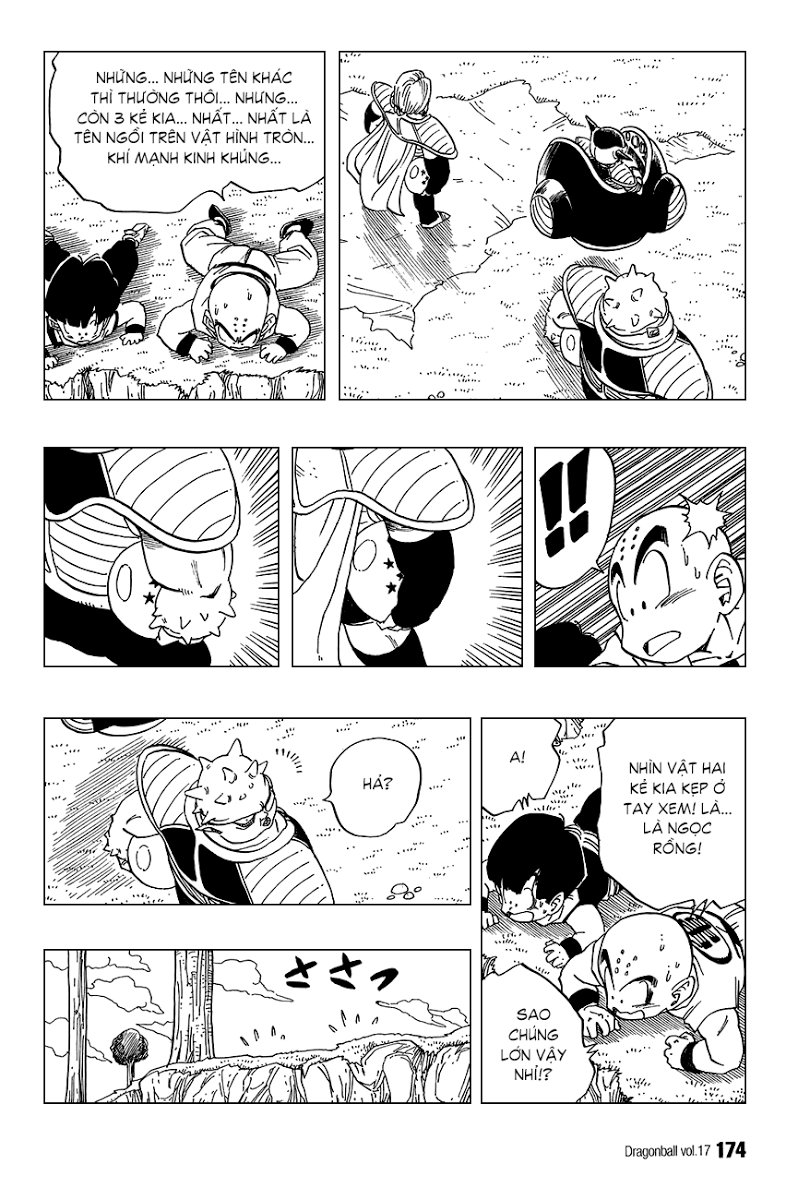 NHỮNG... NHỮNG TÊN KHÁC
THÌ THƯỜNG THÔI... NHƯNG...
CÒN 3 KẺ KIA... NHẤT... NHẤT LÀ
TÊN NGỒI TRÊN VẬT HÌNH TRÒN...
KHÍ MẠNH KINH KHỦNG...
!!
HẢ?
A!
NHÌN VẬT HAI
KẺ KIA KẸP Ở
TAY XEM! LÀ...
LÀ NGỌC
RỒNG!
SAO
CHÚNG
LỚN VẬY
NHỈ!?
ささっ
Dragonball vol.17 174